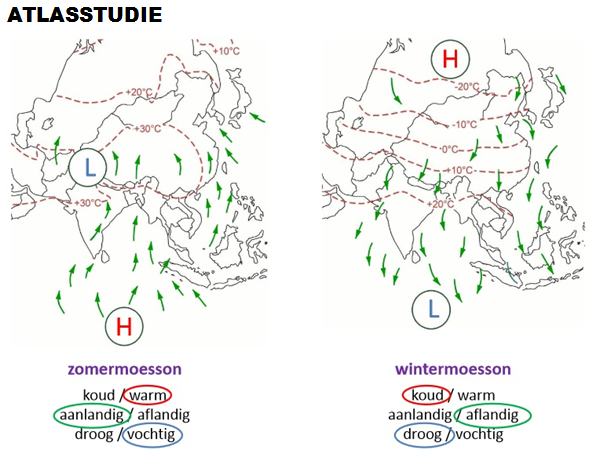 ATLASSTUDIE
+10°C
+20°C
+30°C
L
+30°C
H
zomermoesson
koud / warm
aanlandig / aflandig
droog / vochtig
H
-20°C
-10°C
0°C
+10°C
+20°C
L
wintermoesson
koud / warm
aanlandig / aflandig
droog / vochtig